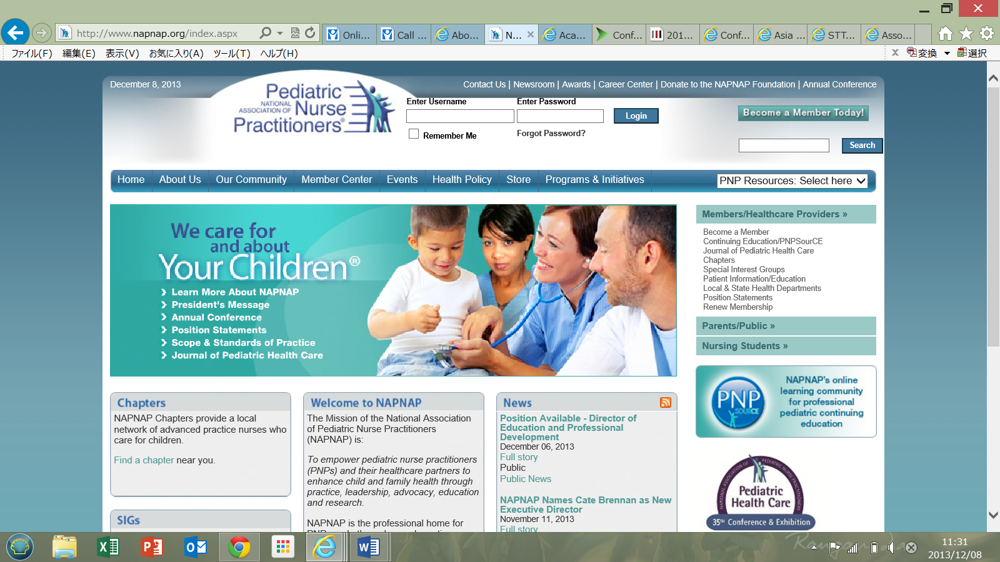 http://www.napnap.org/index.aspx
Onli...
Call ...
Abo...
N...
Aca...
Conf...
201...
Conf...
Asia ...
STT...
Asso...
ファイル(F) 編集(E) 表示(V) お気に入り(A) ツール(T) ヘルプ(H)
x 変換 選択
December 8, 2013
Contact Us | Newsroom | Awards | Career Center | Donate to the NAPNAP Foundation | Annual Conference
Pediatric
NATIONAL
ASSOCIATION OF Nurse
Practitioners®
Enter Username Enter Password
Login
Remember Me Forgot Password?
Become a Member Today!
Search
Home About Us Our Community Member Center Events Health Policy Store Programs & Initiatives
PNP Resources: Select here
We care for
and about
Your Children®
Learn More About NAPNAP
President's Message
Annual Conference
Position Statements
Scope & Standards of Practice
Journal of Pediatric Health Care
Members/Healthcare Providers »
Become a Member
Continuing Education/PNPSourCE
Journal of Pediatric Health Care
Chapters
Special Interest Groups
Patient Information/Education
Local & State Health Departments
Position Statements
Renew Membership
Parents/Public »
Nursing Students »
PNP
SOURCE
NAPNAP's online
learning community
for professional
pediatric continuing
education
NATIONAL ASSOCIATION OF PEDIATRIC NURSE PRACTITIONERS
Pediatric
Health Care
35TH Conference & Exhibition
Chapters
NAPNAP Chapters provide a local
network of advanced practice nurses who
care for children.
Find a chapter near you.
SIGs
Welcome to NAPNAP
The Mission of the National Association
of Pediatric Nurse Practitioners
(NAPNAP) is:
To empower pediatric nurse practitioners
(PNPs) and their healthcare partners to
enhance child and family health through
practice, leadership, advocacy, education
and research.
NAPNAP is the professional home for
News
Position Available - Director of
Education and Professional
Development
December 06, 2013
Full story
Public
Public News
NAPNAP Names Cate Brennan as New
Executive Director
November 11, 2013
Full story
11:31
2013/12/08